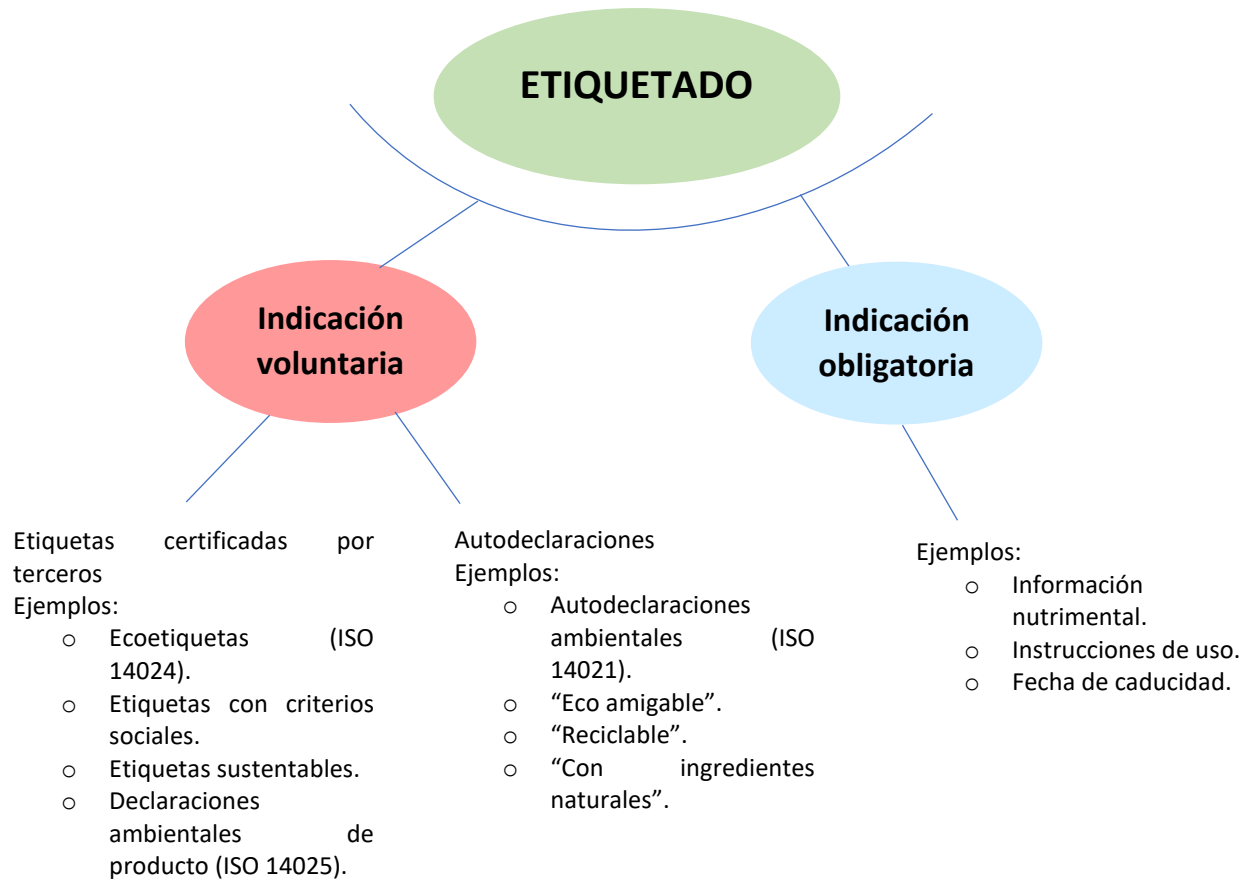 ETIQUETADO
Indicación
voluntaria
Indicación
obligatoria
Etiquetas certificadas por
terceros
Ejemplos:
o Ecoetiquetas (ISO
14024).
o Etiquetas con criterios
sociales.
o Etiquetas sustentables.
o Declaraciones
ambientales de
producto (ISO 14025).
Autodeclaraciones
Ejemplos:
o Autodeclaraciones
ambientales (ISO
14021).
o “Eco amigable”.
o “Reciclable”.
o “Con ingredientes
naturales”.
Ejemplos:
o Información
nutrimental.
o Instrucciones de uso.
o Fecha de caducidad.